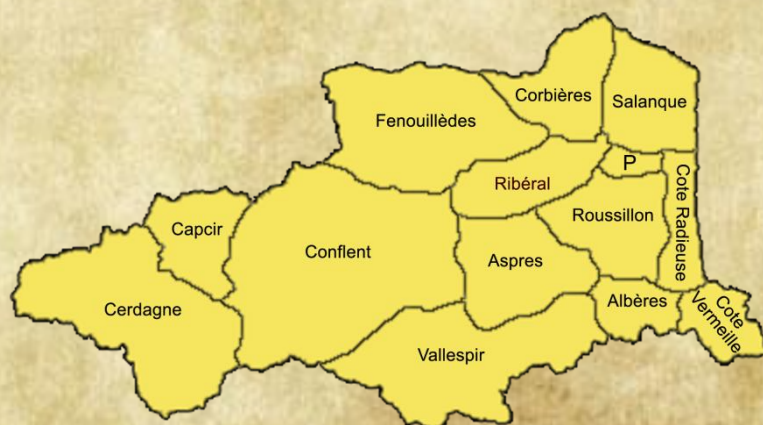 Corbières
Salanque
Fenouillèdes
P
Ribéral
Cote Radieuse
Roussillon
Capcir
Conflent
Aspres
Albères
Cerdagne
Cote
Vermeille
Vallespir